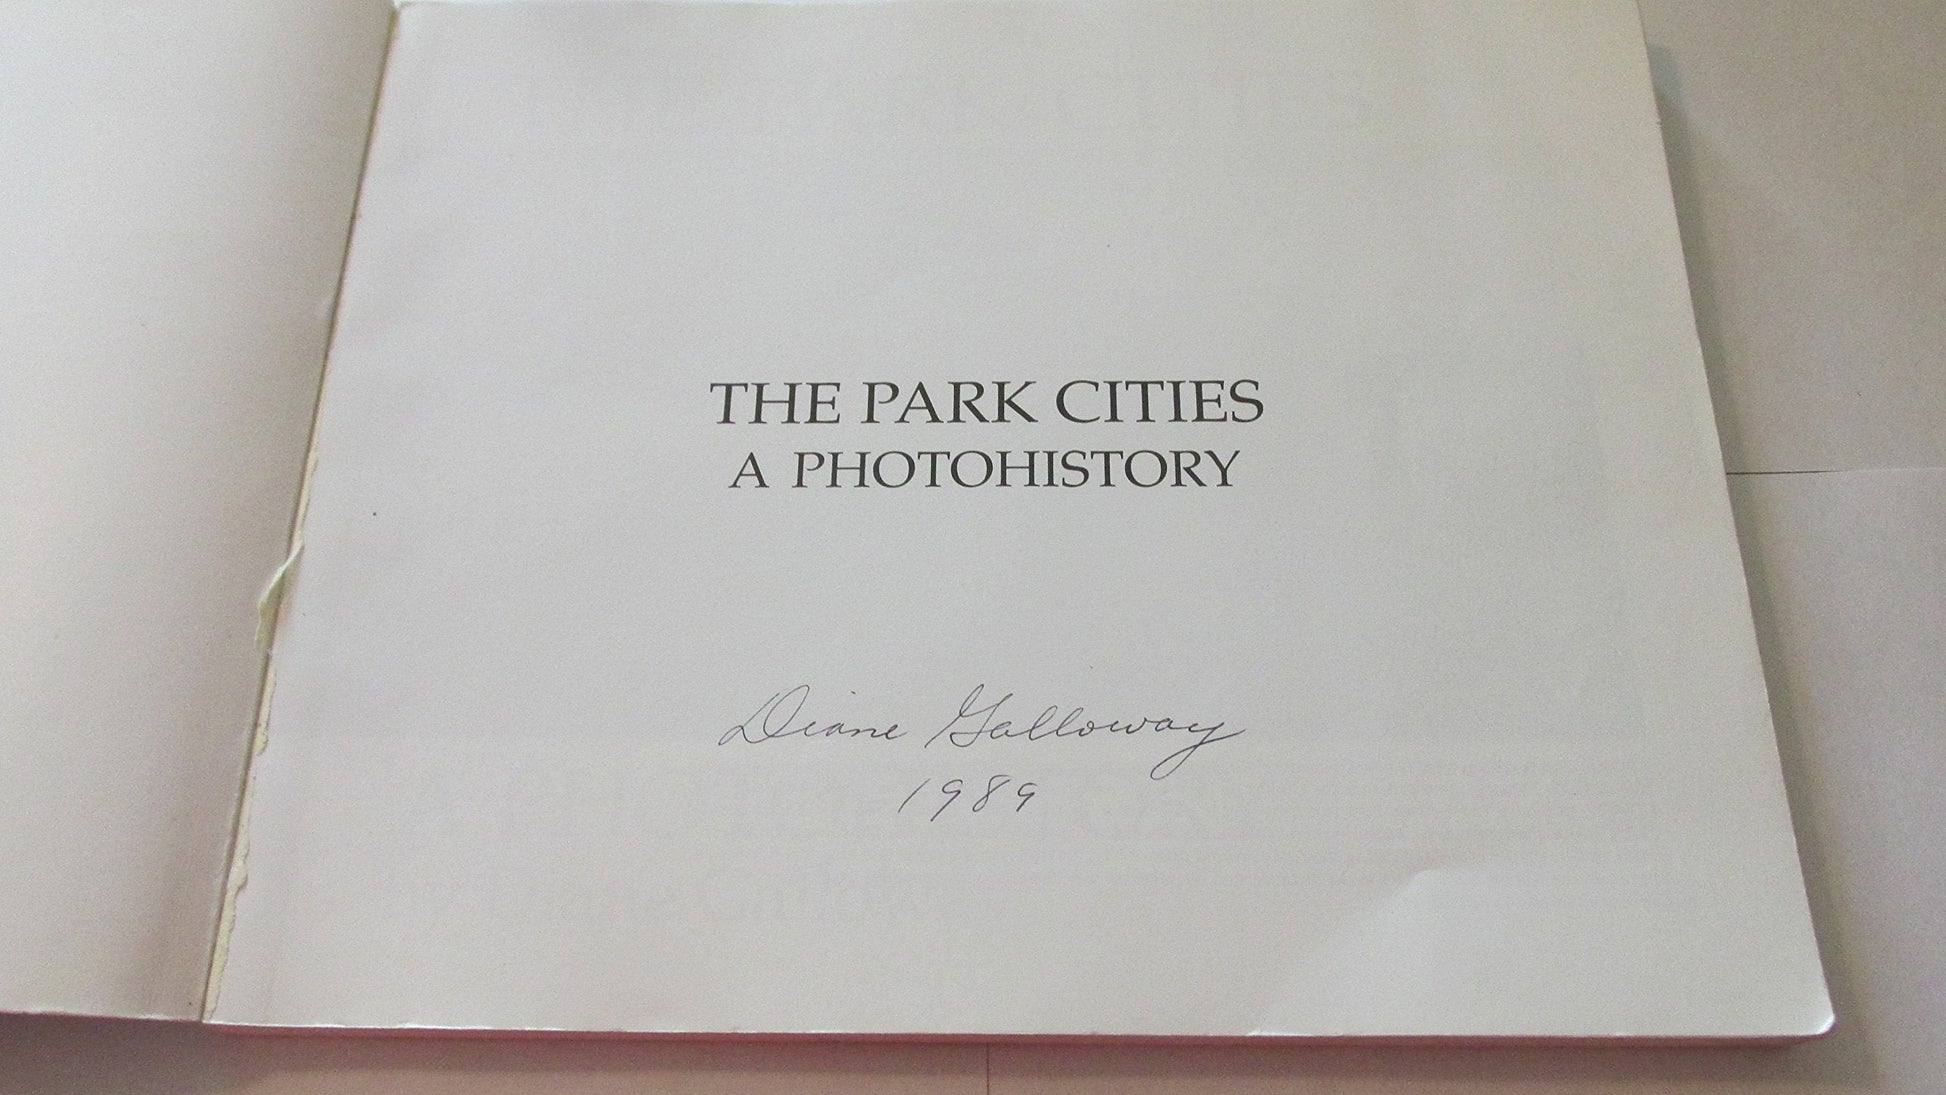 THE PARK CITIES
A PHOTOHISTORY
Diane Galloway
1989